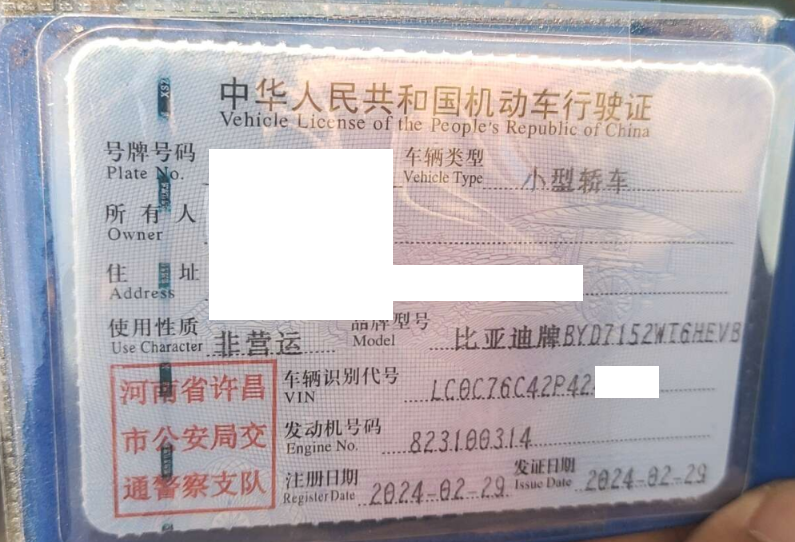 中华人民共和国机动车行驶证
Vehicle License of the People's Republic of China
号牌号码
Plate No.
车辆类型 小型轿车
Vehicle Type
所有人
Owner
住址
Address
使用性质 非营运
Use Character
品牌型号 比亚迪牌BYD7152WT6HEVB
Model
河南省许昌
市公安局交
通警察支队
车辆识别代号 LC0C76C42P42
VIN
发动机号码 823100314
Engine No.
注册日期 2024-02-29
Register Date
发证日期 2024-02-29
Issue Date